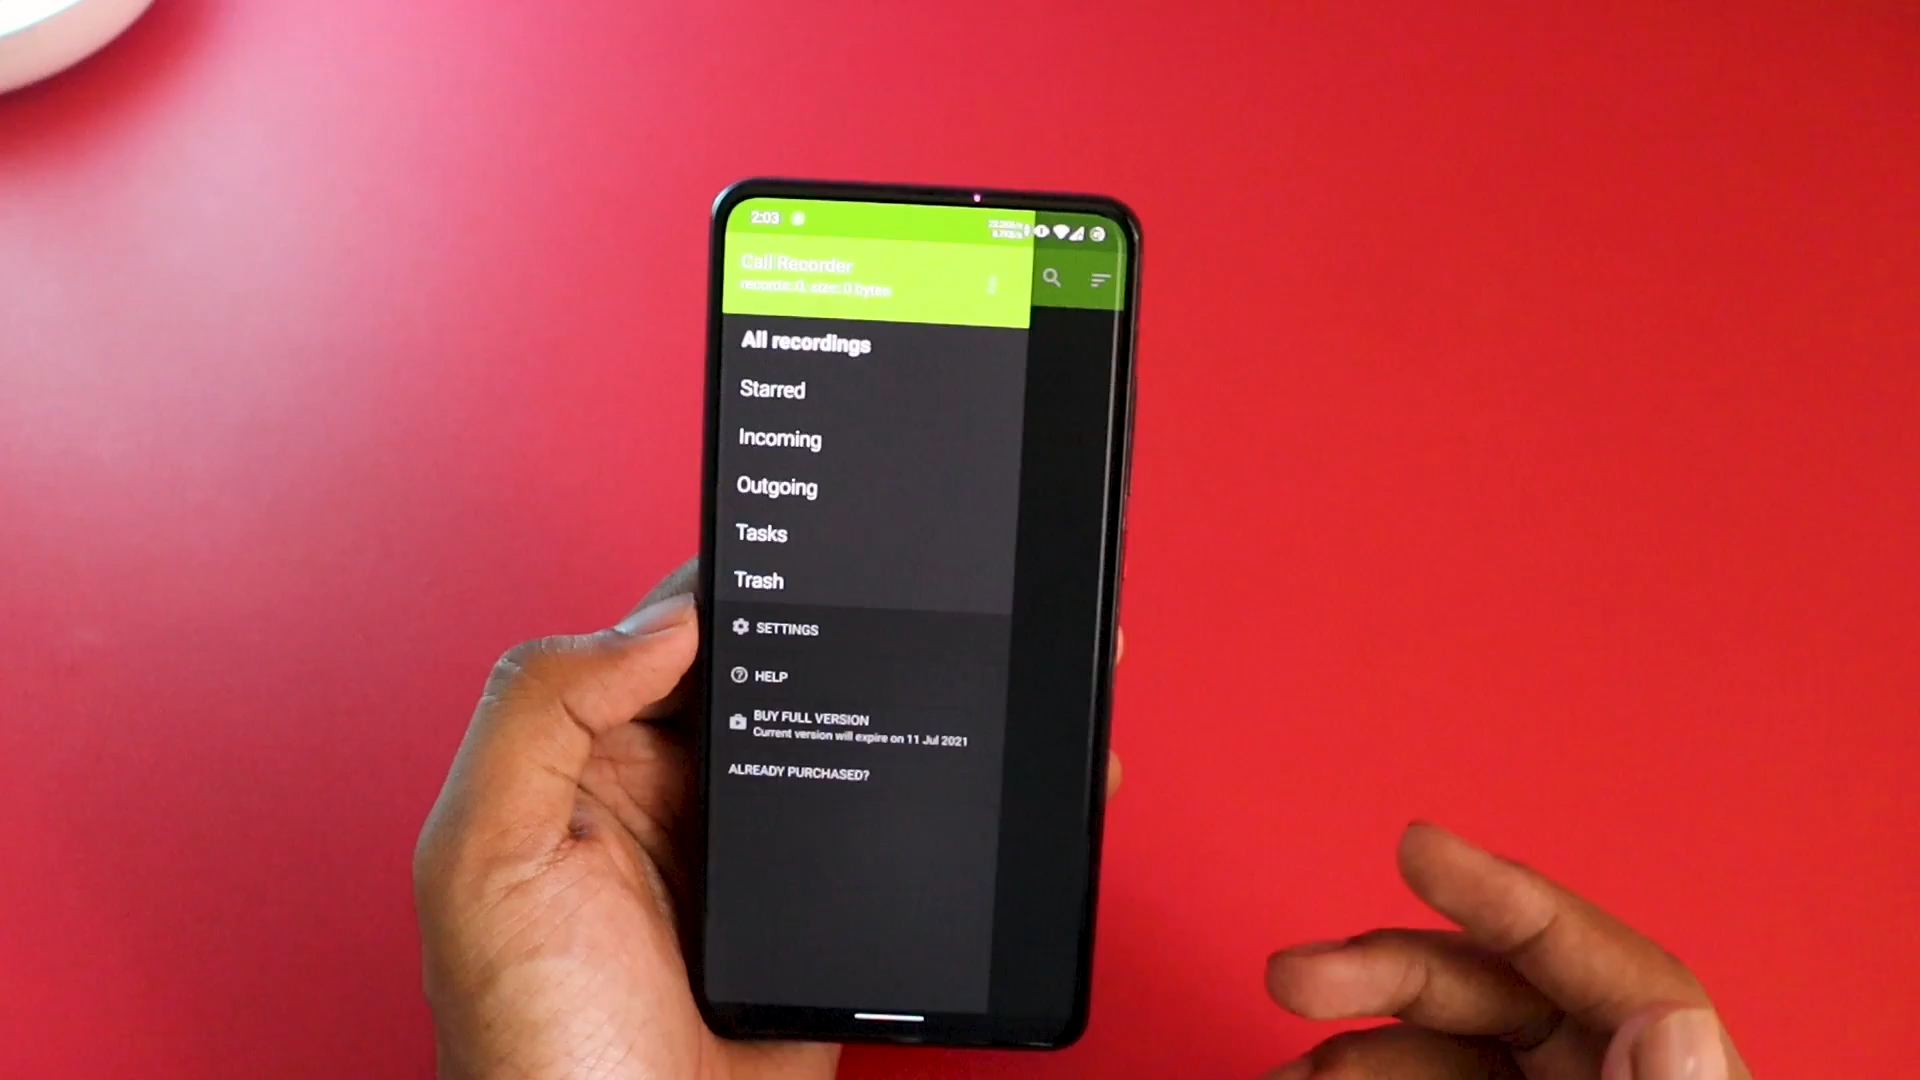 2:03
Call Recorder
records: 0, size: 0 bytes
All recordings
Starred
Incoming
Outgoing
Tasks
Trash
SETTINGS
HELP
BUY FULL VERSION
Current version will expire on 11 Jul 2021
ALREADY PURCHASED?